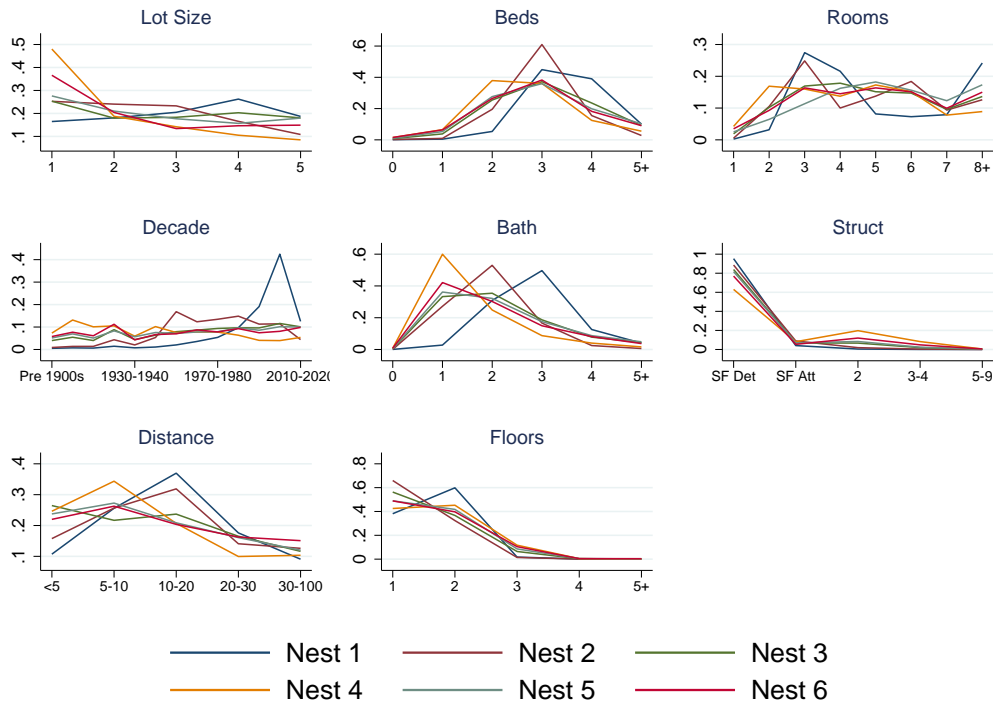 Lot Size
.5
.4
.3
.2
.1
1 2 3 4 5
Beds
.6
.4
.2
0
0 1 2 3 4 5+
Rooms
.3
.2
.1
0
1 2 3 4 5 6 7 8+
Decade
.4
.3
.2
.1
0
Pre 1900s 1930-1940 1970-1980 2010-2020
Bath
.6
.4
.2
0
0 1 2 3 4 5+
Struct
1
.8
.6
.4
.2
0
SF Det SF Att 2 3-4 5-9
Distance
.4
.3
.2
.1
<5 5-10 10-20 20-30 30-100
Floors
.8
.6
.4
.2
0
1 2 3 4 5+
Nest 1 Nest 2 Nest 3
Nest 4 Nest 5 Nest 6